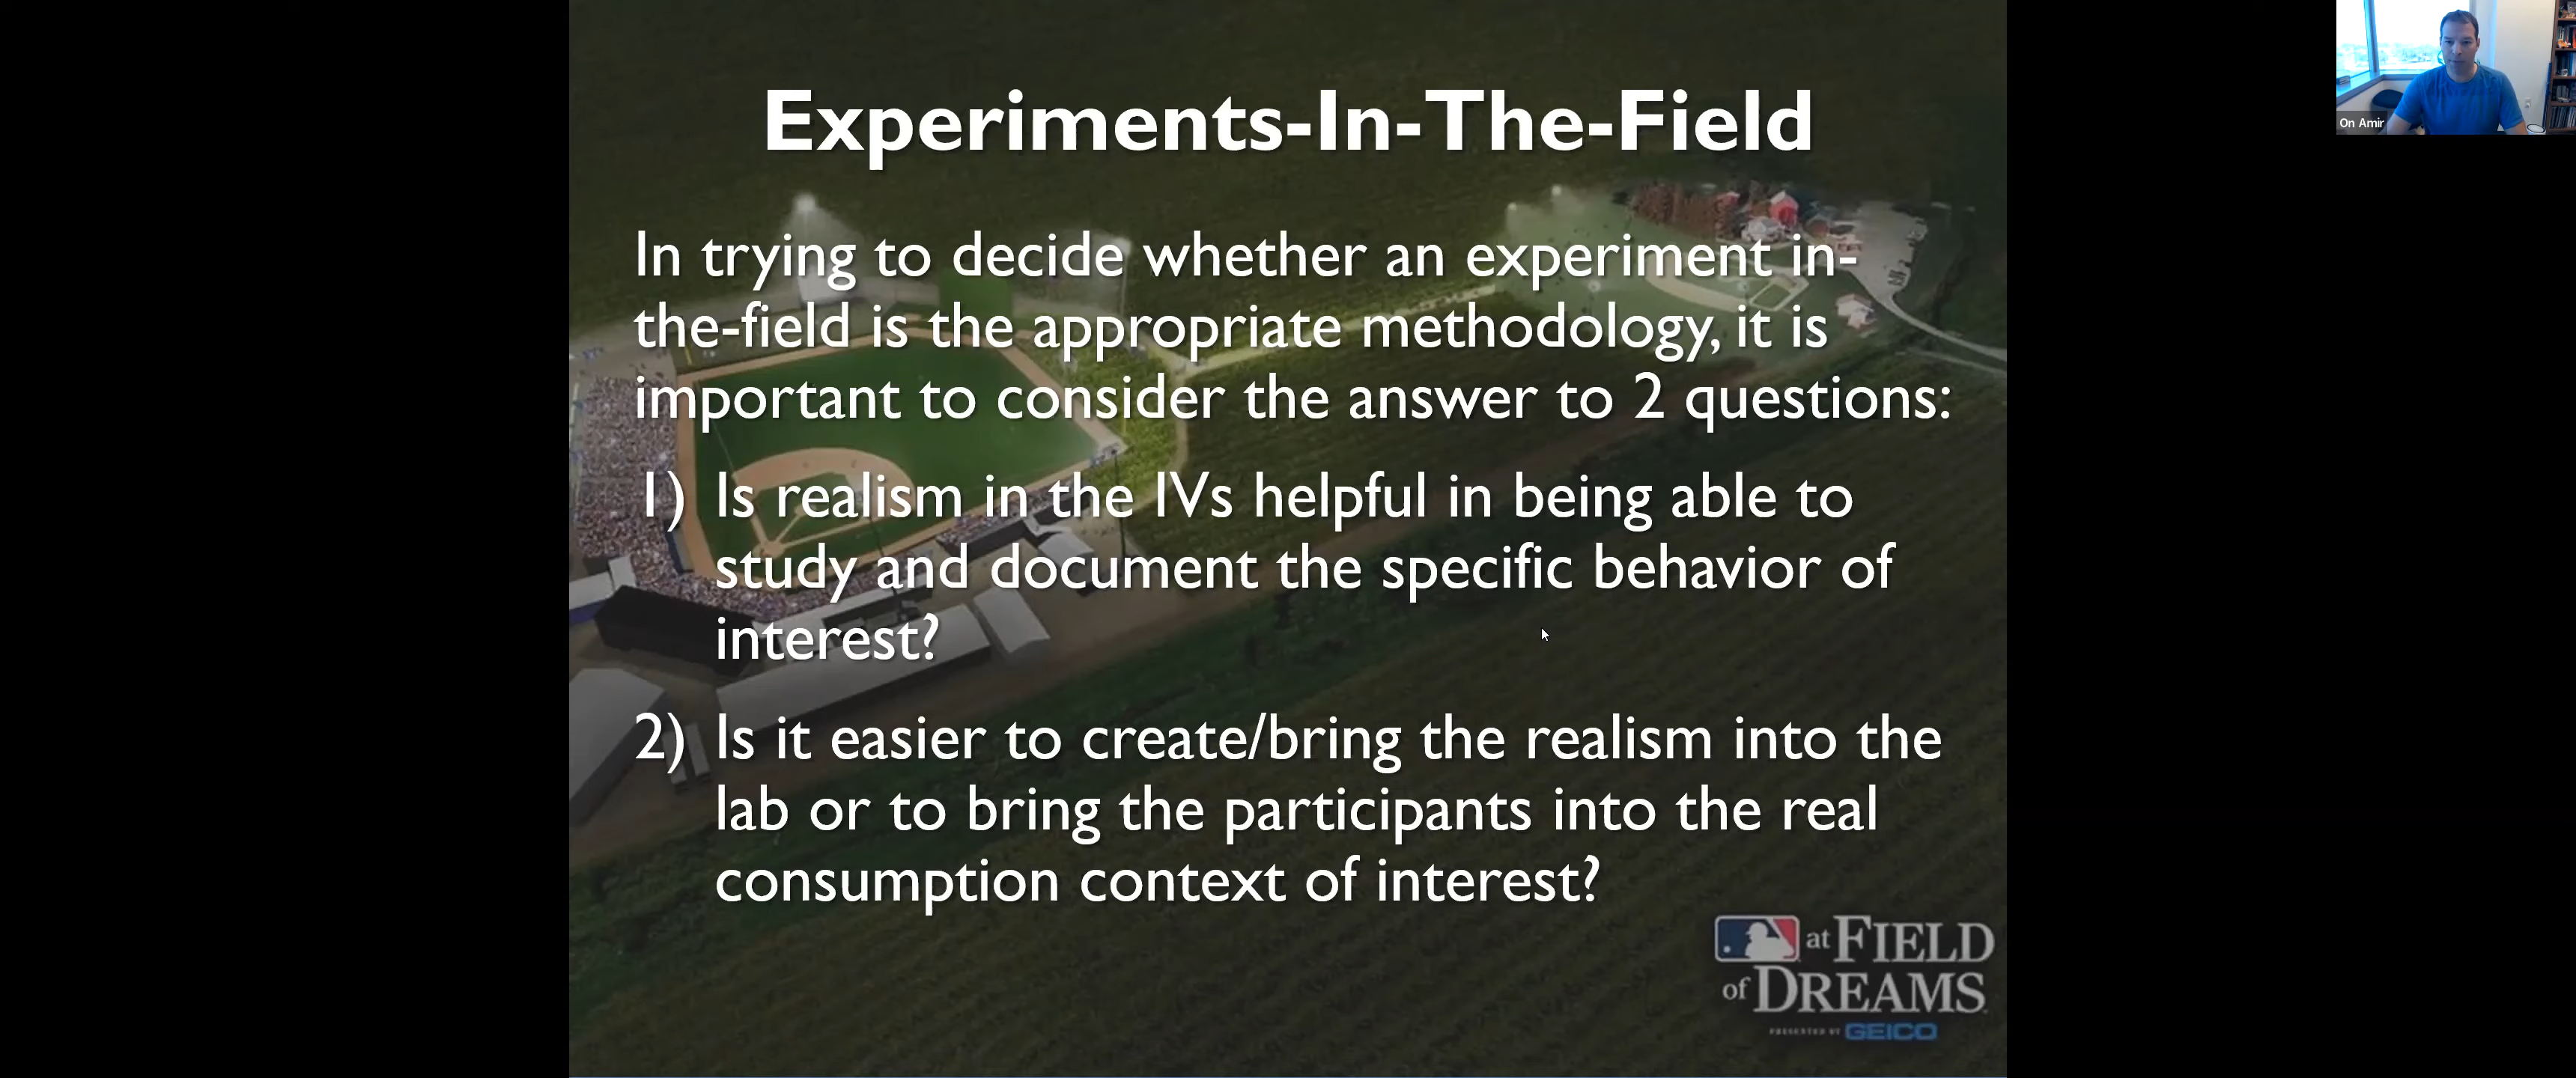 Experiments-In-The-Field
On Amir
In trying to decide whether an experiment in-
the-field is the appropriate methodology, it is
important to consider the answer to 2 questions:
1) Is realism in the IVs helpful in being able to
study and document the specific behavior of
interest?
2) Is it easier to create/bring the realism into the
lab or to bring the participants into the real
consumption context of interest?
at FIELD
of DREAMS
PRESENTED BY GEICO